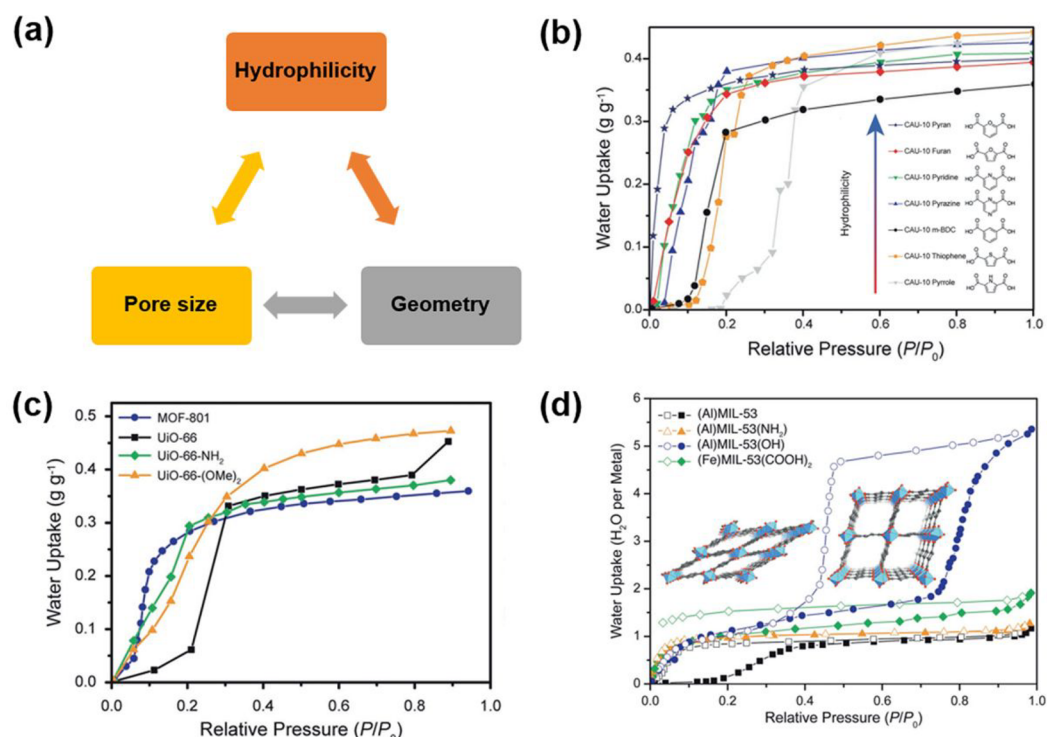 (a)
Hydrophilicity
Pore size
Geometry
(b)
Water Uptake (g g⁻¹)
0.4
0.3
0.2
0.1
0.0
0.0 0.2 0.4 0.6 0.8 1.0
Relative Pressure (P/P₀)
Hydrophilicity
CAU-10 Pyran
CAU-10 Furan
CAU-10 Pyridine
CAU-10 Pyrazine
CAU-10 m-BDC
CAU-10 Thiophene
CAU-10 Pyrrole
(c)
Water Uptake (g g⁻¹)
0.5
0.4
0.3
0.2
0.1
0.0
0.0 0.2 0.4 0.6 0.8 1.0
Relative Pressure (P/P₀)
MOF-801
UiO-66
UiO-66-NH₂
UiO-66-(OMe)₂
(d)
Water Uptake (H₂O per Metal)
6
5
4
3
2
1
0
0.0 0.2 0.4 0.6 0.8 1.0
Relative Pressure (P/P₀)
(Al)MIL-53
(Al)MIL-53(NH₂)
(Al)MIL-53(OH)
(Fe)MIL-53(COOH)₂